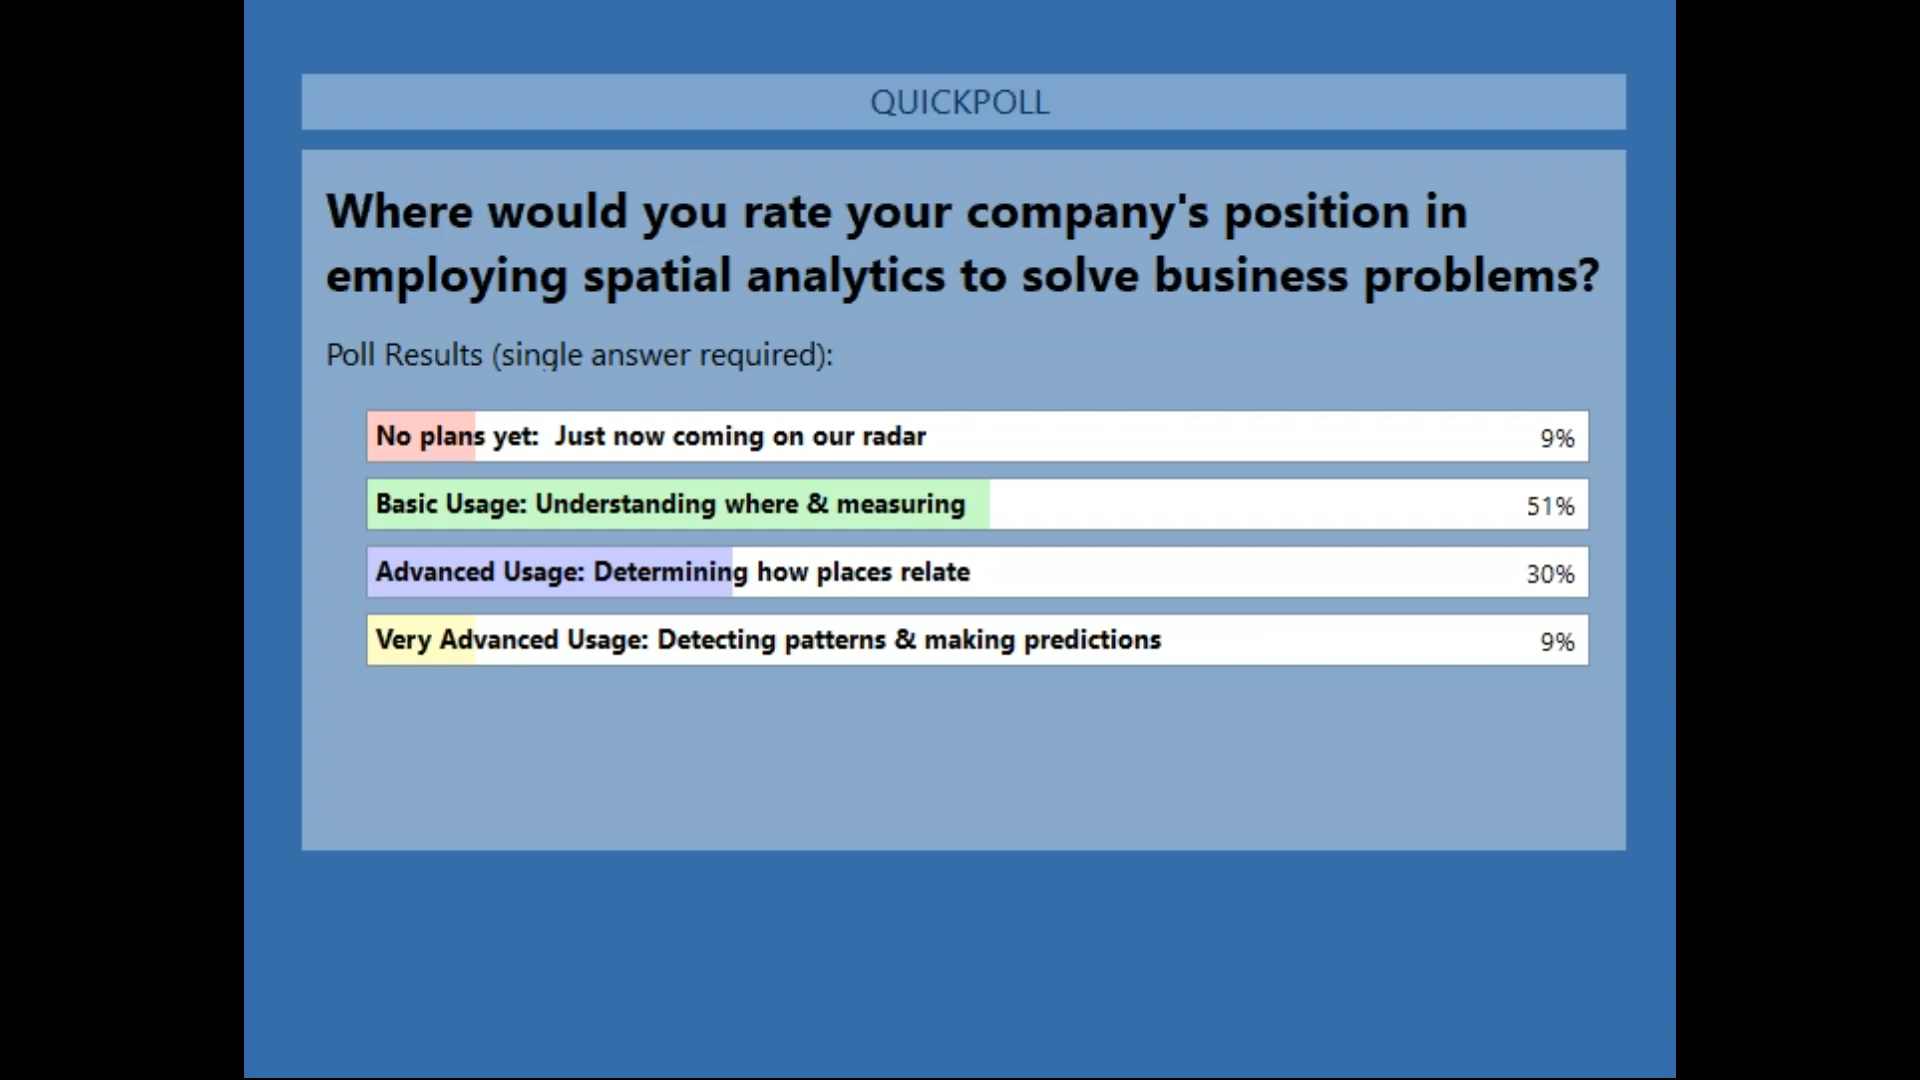 QUICKPOLL
Where would you rate your company's position in
employing spatial analytics to solve business problems?
Poll Results (single answer required):
No plans yet:  Just now coming on our radar 9%
Basic Usage: Understanding where & measuring 51%
Advanced Usage: Determining how places relate 30%
Very Advanced Usage: Detecting patterns & making predictions 9%